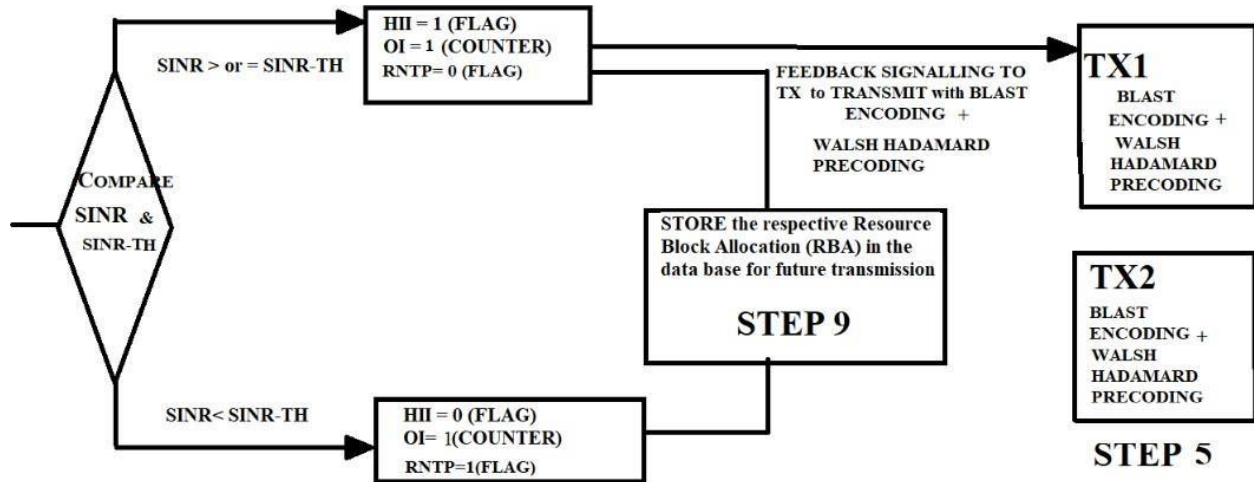 HII = 1 (FLAG)
OI = 1 (COUNTER)
RNTP= 0 (FLAG)
SINR > or = SINR-TH
COMPARE
SINR &
SINR-TH
FEEDBACK SIGNALLING TO
TX to TRANSMIT with BLAST
ENCODING +
WALSH HADAMARD
PRECODING
TX1
BLAST
ENCODING +
WALSH
HADAMARD
PRECODING
STORE the respective Resource
Block Allocation (RBA) in the
data base for future transmission
STEP 9
TX2
BLAST
ENCODING +
WALSH
HADAMARD
PRECODING
STEP 5
SINR< SINR-TH
HII = 0 (FLAG)
OI= 1(COUNTER)
RNTP=1(FLAG)